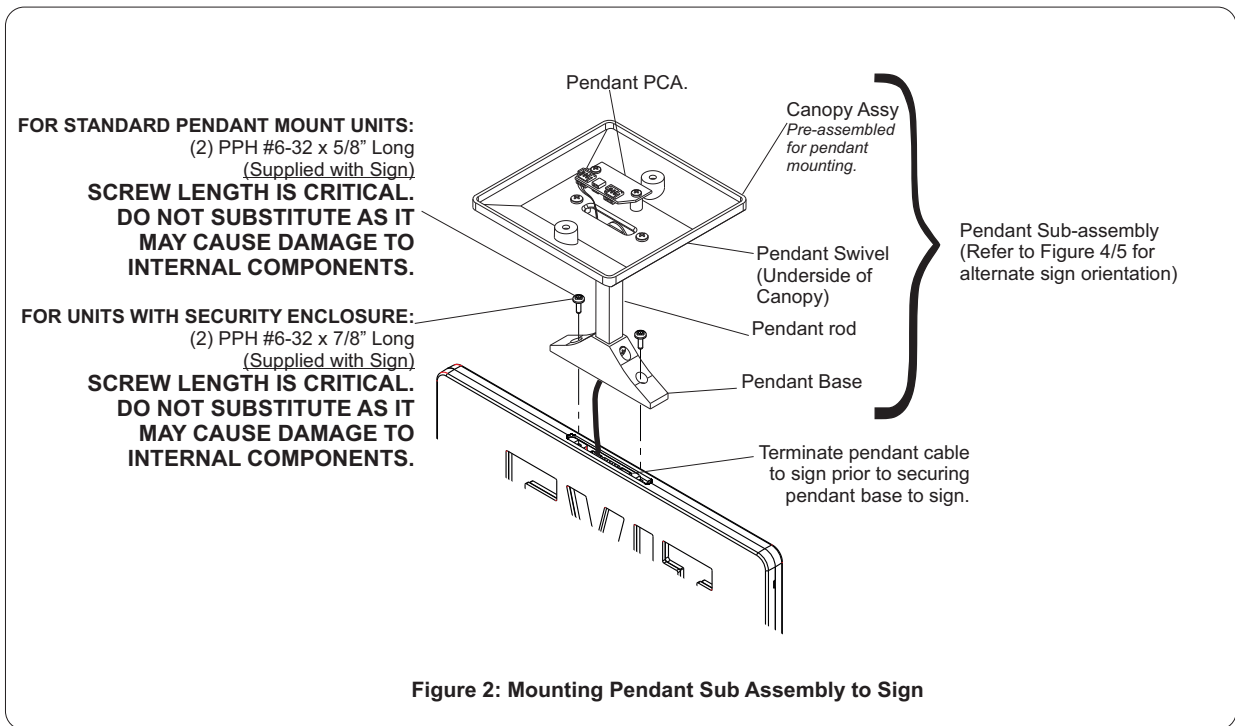 Pendant PCA.
FOR STANDARD PENDANT MOUNT UNITS:
(2) PPH #6-32 x 5/8” Long
(Supplied with Sign)
SCREW LENGTH IS CRITICAL.
DO NOT SUBSTITUTE AS IT
MAY CAUSE DAMAGE TO
INTERNAL COMPONENTS.
FOR UNITS WITH SECURITY ENCLOSURE:
(2) PPH #6-32 x 7/8” Long
(Supplied with Sign)
SCREW LENGTH IS CRITICAL.
DO NOT SUBSTITUTE AS IT
MAY CAUSE DAMAGE TO
INTERNAL COMPONENTS.
Canopy Assy
Pre-assembled
for pendant
mounting.
Pendant Swivel
(Underside of
Canopy)
Pendant rod
Pendant Base
Terminate pendant cable
to sign prior to securing
pendant base to sign.
Pendant Sub-assembly
(Refer to Figure 4/5 for
alternate sign orientation)
Figure 2: Mounting Pendant Sub Assembly to Sign